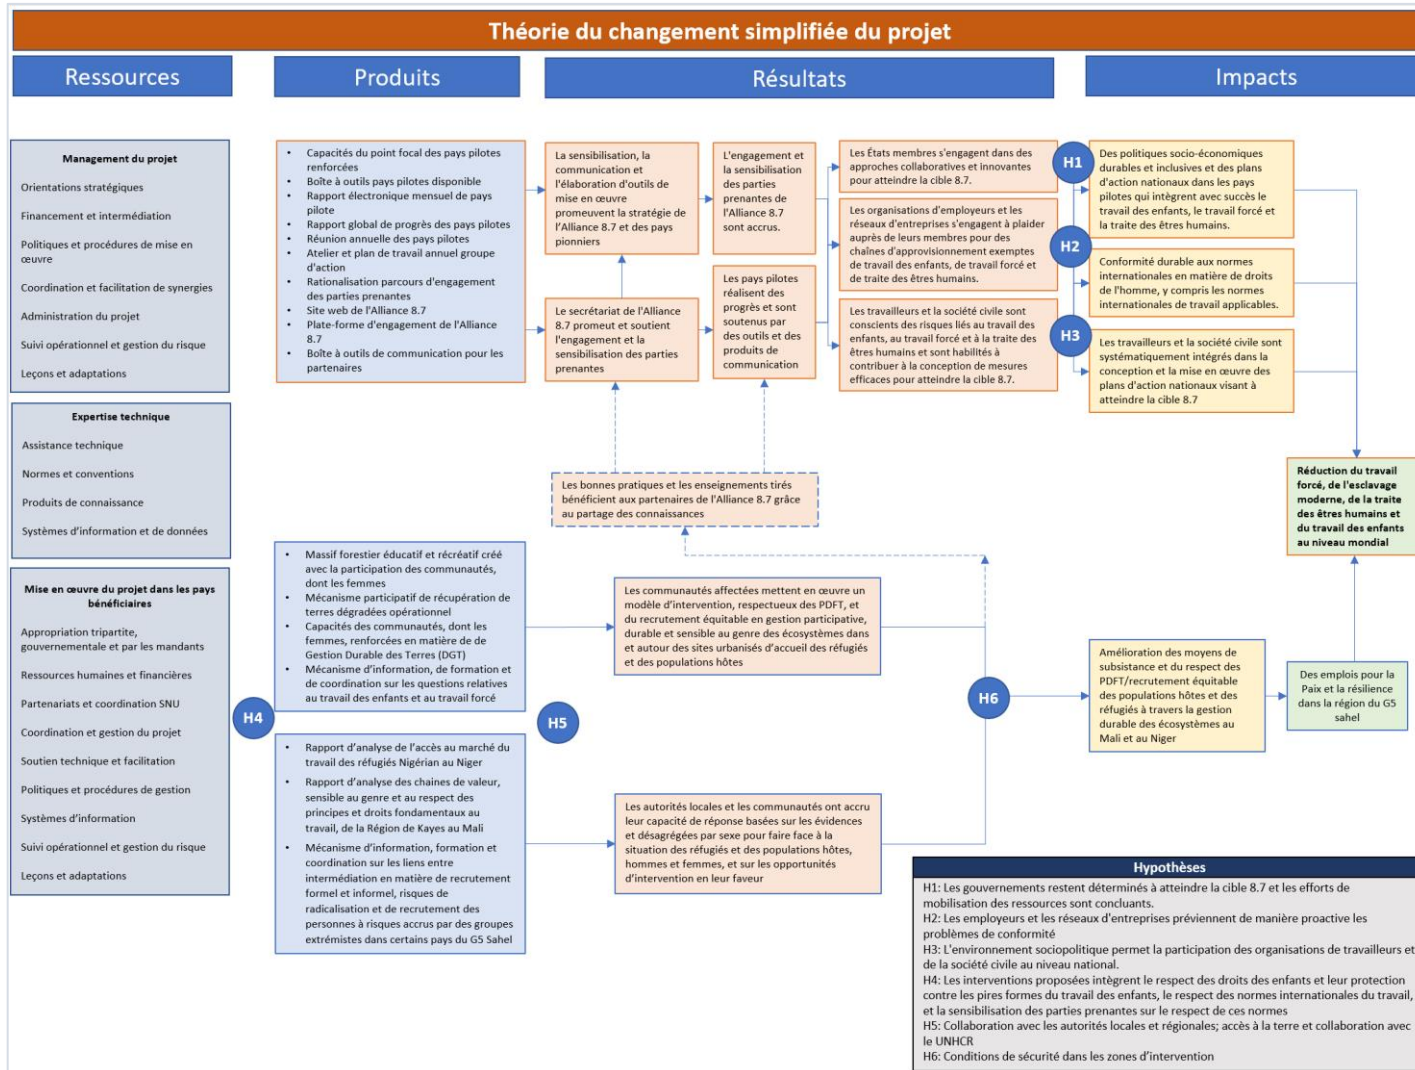 Théorie du changement simplifiée du projet
Ressources
Produits
Résultats
Impacts
Management du projet
Orientations stratégiques
Financement et intermédiation
Politiques et procédures de mise en
œuvre
Coordination et facilitation de synergies
Administration du projet
Suivi opérationnel et gestion du risque
Leçons et adaptations
Expertise technique
Assistance technique
Normes et conventions
Produits de connaissance
Systèmes d'information et de données
Mise en œuvre du projet dans les pays
bénéficiaires
Appropriation tripartite,
gouvernementale et par les mandants
Ressources humaines et financières
Partenariats et coordination SNU
Coordination et gestion du projet
Soutien technique et facilitation
Politiques et procédures de gestion
Systèmes d'information
Suivi opérationnel et gestion du risque
Leçons et adaptations
H4
• Capacités du point focal des pays pilotes
renforcées
• Boîte à outils pays pilotes disponible
• Rapport électronique mensuel de pays
pilote
• Rapport global de progrès des pays pilotes
• Réunion annuelle des pays pilotes
• Atelier et plan de travail annuel groupe
d'action
• Rationalisation parcours d'engagement
des parties prenantes
• Site web de l'Alliance 8.7
• Plate-forme d'engagement de l'Alliance
8.7
• Boîte à outils de communication pour les
partenaires
• Massif forestier éducatif et récréatif créé
avec la participation des communautés,
dont les femmes
• Mécanisme participatif de récupération de
terres dégradées opérationnel
• Capacités des communautés, dont les
femmes, renforcées en matière de de
Gestion Durable des Terres (DGT)
• Mécanisme d'information, de formation et
de coordination sur les questions relatives
au travail des enfants et au travail forcé
• Rapport d'analyse de l'accès au marché du
travail des réfugiés Nigérian au Niger
• Rapport d'analyse des chaines de valeur,
sensible au genre et au respect des
principes et droits fondamentaux au
travail, de la Région de Kayes au Mali
• Mécanisme d'information, formation et
coordination sur les liens entre
intermédiation en matière de recrutement
formel et informel, risques de
radicalisation et de recrutement des
personnes à risques accrus par des groupes
extrémistes dans certains pays du G5 Sahel
H5
La sensibilisation, la
communication et
l'élaboration d'outils de
mise en œuvre
promeuvent la stratégie de
l'Alliance 8.7 et des pays
pionniers
Le secrétariat de l'Alliance
8.7 promeut et soutient
l'engagement et la
sensibilisation des parties
prenantes
L'engagement et
la sensibilisation
des parties
prenantes de
l'Alliance 8.7
sont accrus.
Les pays pilotes
réalisent des
progrès et sont
soutenus par
des outils et des
produits de
communication
Les États membres s'engagent dans des
approches collaboratives et innovantes
pour atteindre la cible 8.7.
Les organisations d'employeurs et les
réseaux d'entreprises s'engagent à plaider
auprès de leurs membres pour des
chaînes d'approvisionnement exemptes
de travail des enfants, de travail forcé et
de traite des êtres humains.
Les travailleurs et la société civile sont
conscients des risques liés au travail des
enfants, au travail forcé et à la traite des
êtres humains et sont habilités à
contribuer à la conception de mesures
efficaces pour atteindre la cible 8.7.
Les bonnes pratiques et les enseignements tirés
bénéficient aux partenaires de l'Alliance 8.7 grâce
au partage des connaissances
Les communautés affectées mettent en œuvre un
modèle d'intervention, respectueux des PDFT, et
du recrutement équitable en gestion participative,
durable et sensible au genre des écosystèmes dans
et autour des sites urbanisés d'accueil des réfugiés
et des populations hôtes
Les autorités locales et les communautés ont accru
leur capacité de réponse basées sur les évidences
et désagrégées par sexe pour faire face à la
situation des réfugiés et des populations hôtes,
hommes et femmes, et sur les opportunités
d'intervention en leur faveur
H1
H2
H3
H6
Des politiques socio-économiques
durables et inclusives et des plans
d'action nationaux dans les pays
pilotes qui intègrent avec succès le
travail des enfants, le travail forcé et
la traite des êtres humains.
Conformité durable aux normes
internationales en matière de droits
de l'homme, y compris les normes
internationales de travail applicables.
Les travailleurs et la société civile sont
systématiquement intégrés dans la
conception et la mise en œuvre des
plans d'action nationaux visant à
atteindre la cible 8.7
Réduction du travail
forcé, de l'esclavage
moderne, de la traite
des êtres humains et
du travail des enfants
au niveau mondial
Amélioration des moyens de
subsistance et du respect des
PDFT/recrutement équitable
des populations hôtes et des
réfugiés à travers la gestion
durable des écosystèmes au
Mali et au Niger
Des emplois pour la
Paix et la résilience
dans la région du G5
sahel
Hypothèses
H1: Les gouvernements restent déterminés à atteindre la cible 8.7 et les efforts de
mobilisation des ressources sont concluants.
H2: Les employeurs et les réseaux d'entreprises préviennent de manière proactive les
problèmes de conformité
H3: L'environnement sociopolitique permet la participation des organisations de travailleurs et
de la société civile au niveau national.
H4: Les interventions proposées intègrent le respect des droits des enfants et leur protection
contre les pires formes du travail des enfants, le respect des normes internationales du travail,
et la sensibilisation des parties prenantes sur le respect de ces normes
H5: Collaboration avec les autorités locales et régionales; accès à la terre et collaboration avec
le UNHCR
H6: Conditions de sécurité dans les zones d'intervention